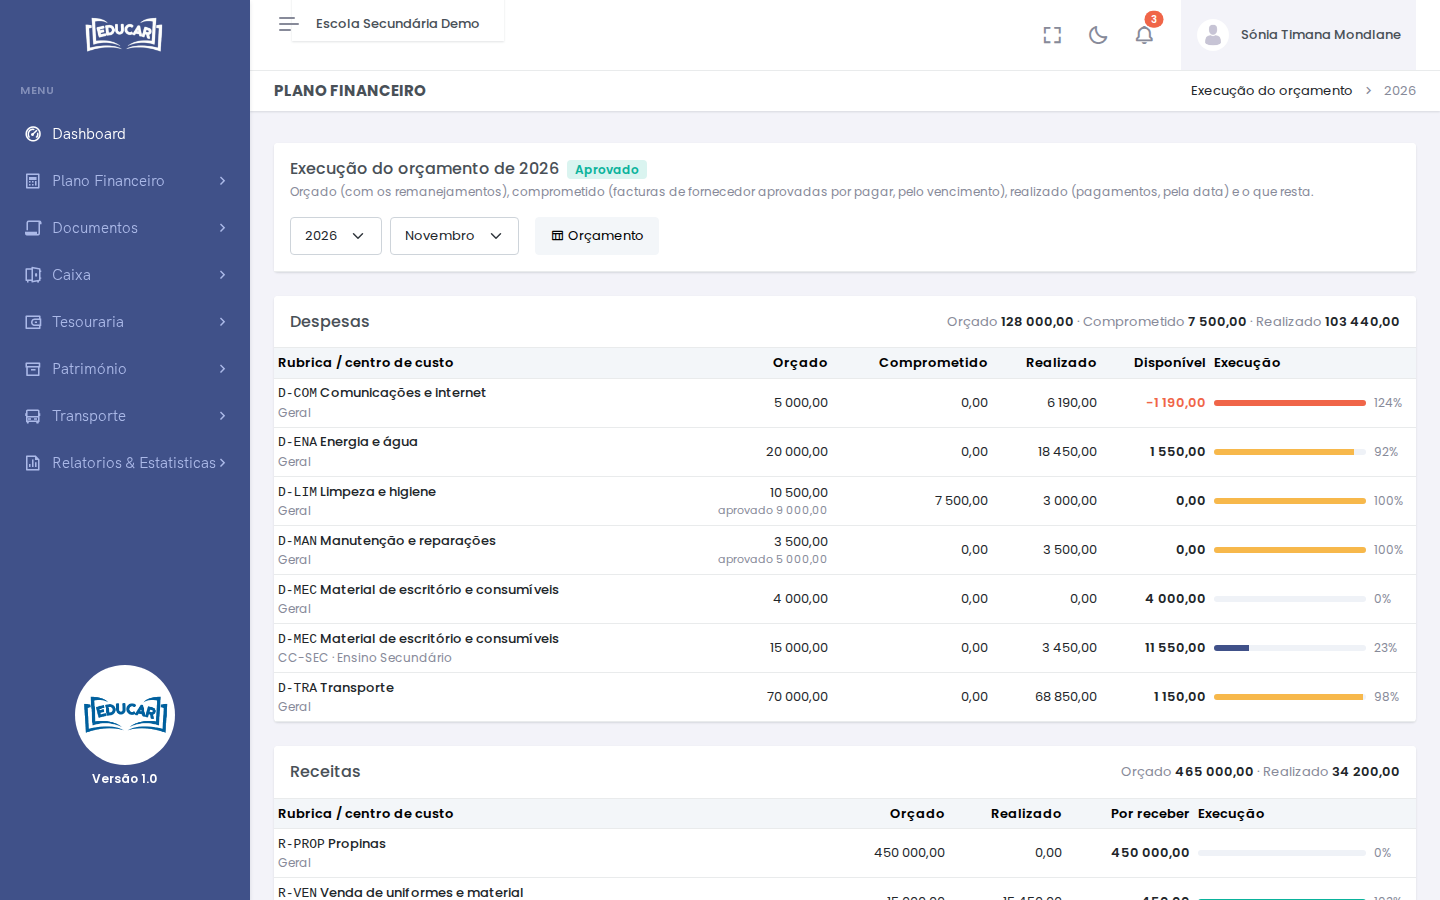 EDUCAR
Escola Secundária Demo
3
Sónia Timana Mondlane
MENU
Dashboard
Plano Financeiro
Documentos
Caixa
Tesouraria
Património
Transporte
Relatorios & Estatisticas
EDUCAR
Versão 1.0
PLANO FINANCEIRO
Execução do orçamento > 2026
Execução do orçamento de 2026 Aprovado
Orçado (com os remanejamentos), comprometido (facturas de fornecedor aprovadas por pagar, pelo vencimento), realizado (pagamentos, pela data) e o que resta.
2026 Novembro Orçamento
Despesas Orçado 128 000,00 · Comprometido 7 500,00 · Realizado 103 440,00
Rubrica / centro de custo Orçado Comprometido Realizado Disponível Execução
D-COM Comunicações e internet 5 000,00 0,00 6 190,00 -1 190,00 124%
Geral
D-ENA Energia e água 20 000,00 0,00 18 450,00 1 550,00 92%
Geral
D-LIM Limpeza e higiene 10 500,00 7 500,00 3 000,00 0,00 100%
Geral aprovado 9 000,00
D-MAN Manutenção e reparações 3 500,00 0,00 3 500,00 0,00 100%
Geral aprovado 5 000,00
D-MEC Material de escritório e consumíveis 4 000,00 0,00 0,00 4 000,00 0%
Geral
D-MEC Material de escritório e consumíveis 15 000,00 0,00 3 450,00 11 550,00 23%
CC-SEC · Ensino Secundário
D-TRA Transporte 70 000,00 0,00 68 850,00 1 150,00 98%
Geral
Receitas Orçado 465 000,00 · Realizado 34 200,00
Rubrica / centro de custo Orçado Realizado Por receber Execução
R-PROP Propinas 450 000,00 0,00 450 000,00 0%
Geral
R-VEN Venda de uniformes e material